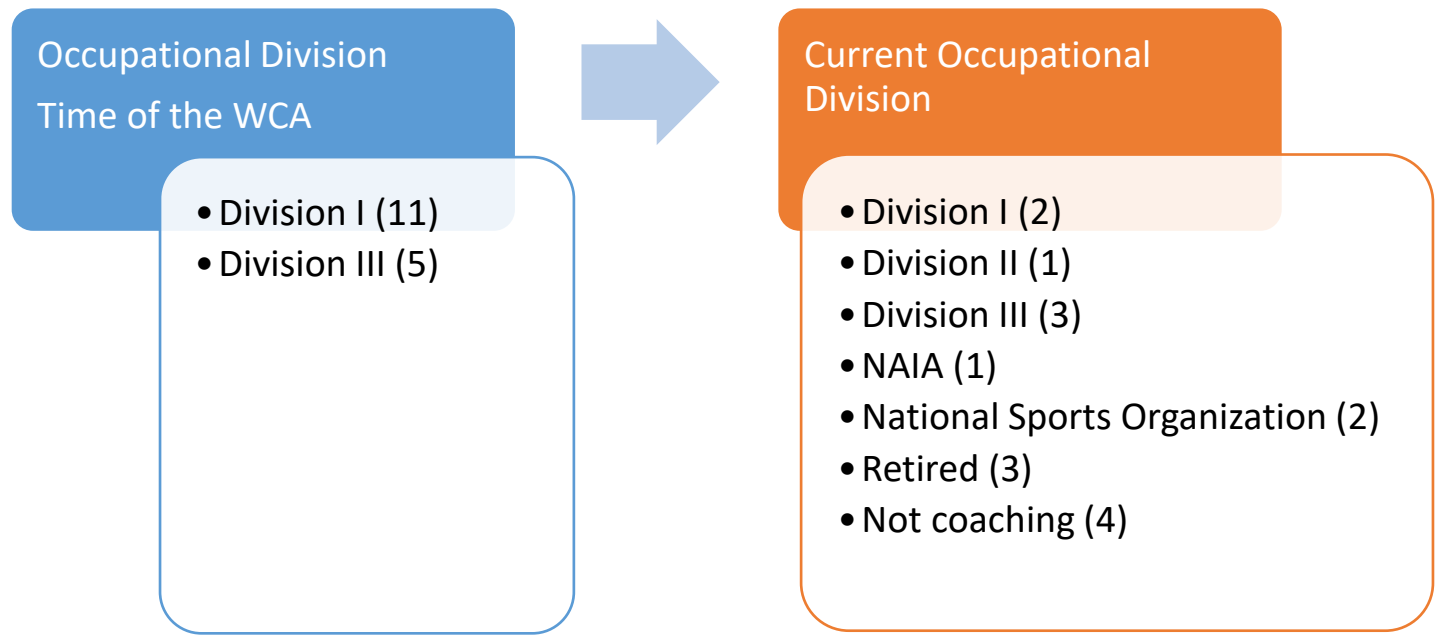 Occupational Division
Time of the WCA
• Division I (11)
• Division III (5)
Current Occupational
Division
• Division I (2)
• Division II (1)
• Division III (3)
• NAIA (1)
• National Sports Organization (2)
• Retired (3)
• Not coaching (4)